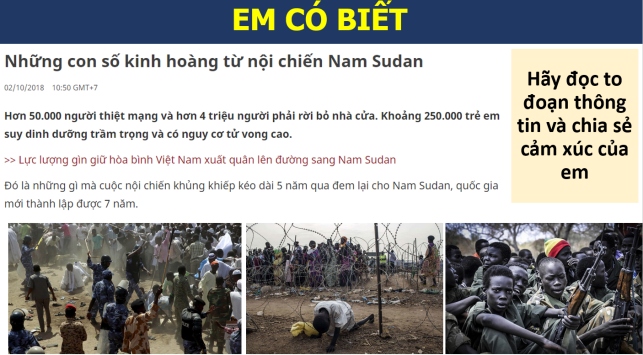 EM CÓ BIẾT
Những con số kinh hoàng từ nội chiến Nam Sudan
02/10/2018 10:50 GMT+7
Hơn 50.000 người thiệt mạng và hơn 4 triệu người phải rời bỏ nhà cửa. Khoảng 250.000 trẻ em
suy dinh dưỡng trầm trọng và có nguy cơ tử vong cao.
>> Lực lượng gìn giữ hòa bình Việt Nam xuất quân lên đường sang Nam Sudan
Đó là những gì mà cuộc nội chiến khủng khiếp kéo dài 5 năm qua đem lại cho Nam Sudan, quốc gia
mới thành lập được 7 năm.
Hãy đọc to
đoạn thông
tin và chia sẻ
cảm xúc của
em